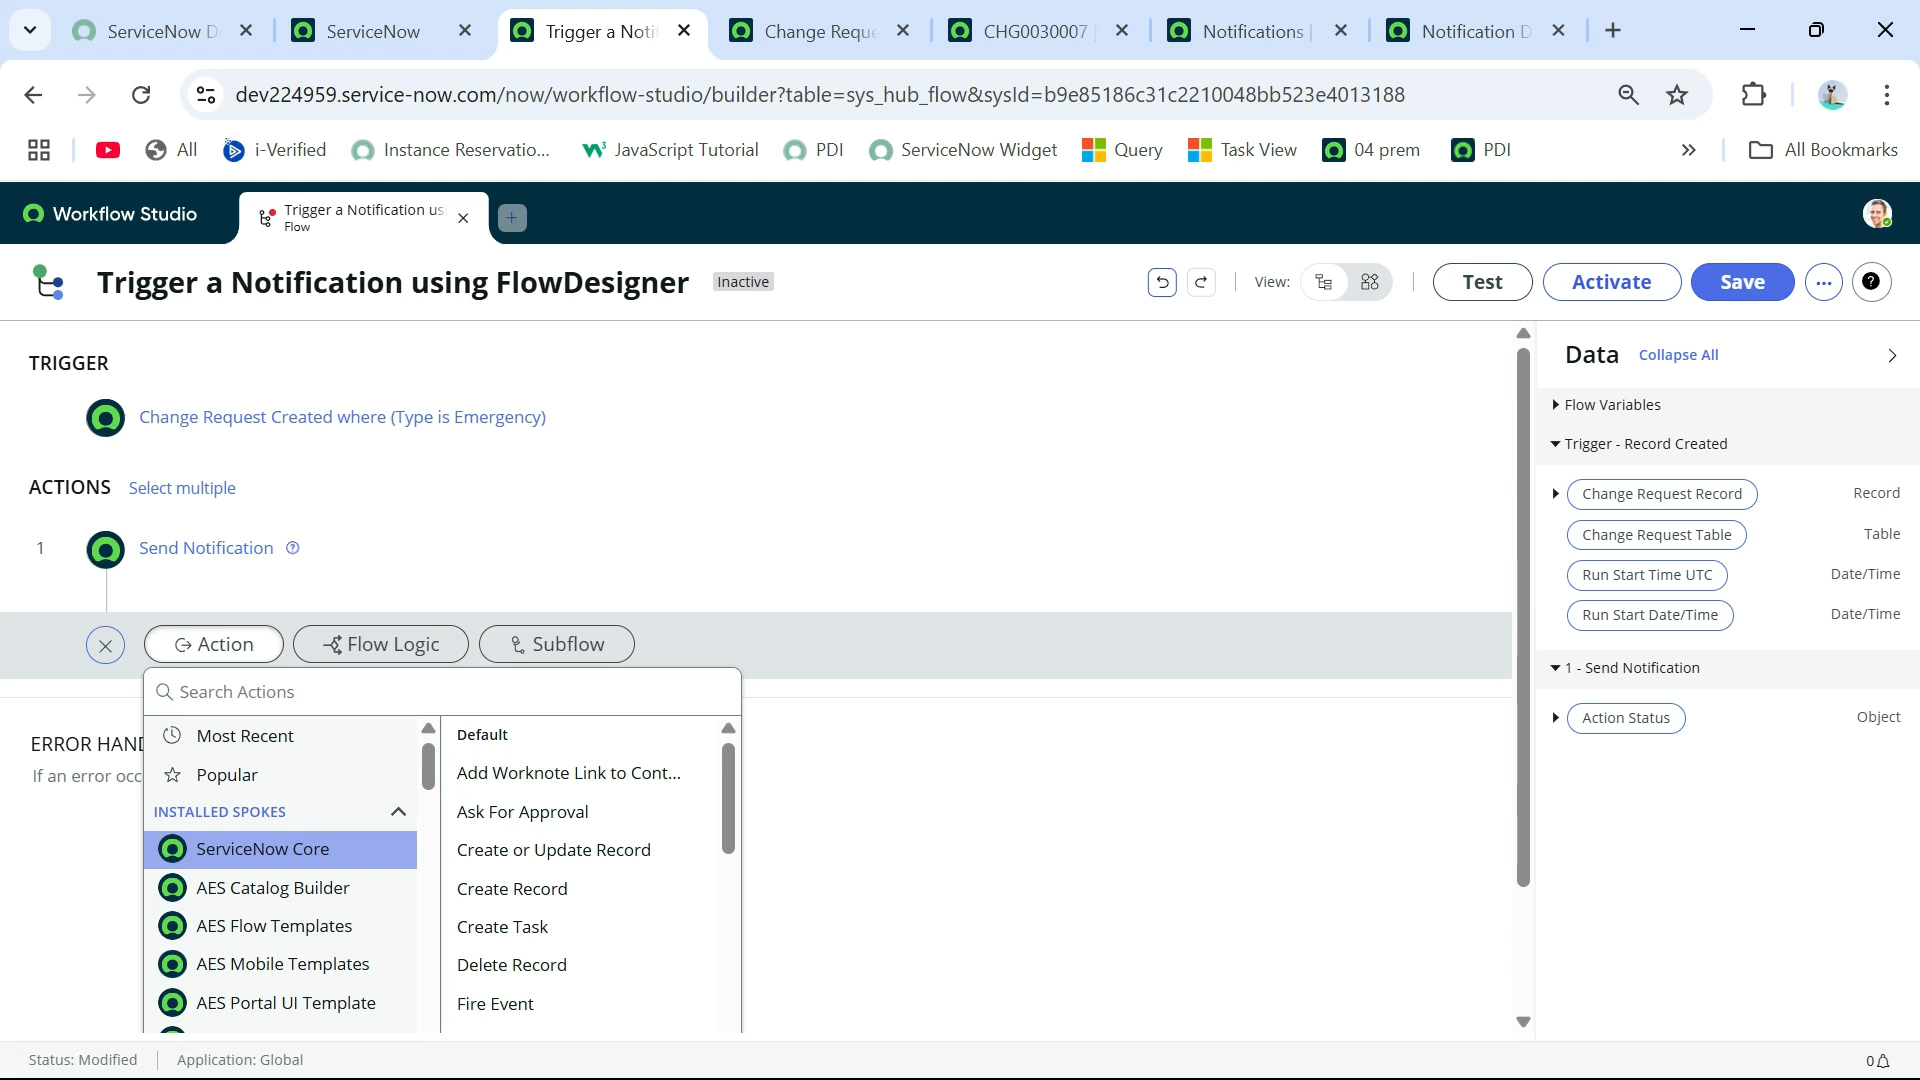 ServiceNow D
ServiceNow
Trigger a Noti
Change Reque
CHG0030007
Notifications
Notification D
dev224959.service-now.com/now/workflow-studio/builder?table=sys_hub_flow&sysId=b9e85186c31c2210048bb523e4013188
All
i-Verified
Instance Reservatio...
JavaScript Tutorial
PDI
ServiceNow Widget
Query
Task View
04 prem
PDI
All Bookmarks
Workflow Studio
Trigger a Notification usi
Flow
Trigger a Notification using FlowDesigner
Inactive
View:
Test
Activate
Save
TRIGGER
Change Request Created where (Type is Emergency)
ACTIONS
Select multiple
1
Send Notification
Action
Flow Logic
Subflow
Search Actions
Most Recent
Popular
INSTALLED SPOKES
ServiceNow Core
AES Catalog Builder
AES Flow Templates
AES Mobile Templates
AES Portal UI Template
Default
Add Worknote Link to Cont...
Ask For Approval
Create or Update Record
Create Record
Create Task
Delete Record
Fire Event
ERROR HAND
If an error occ
Data
Collapse All
Flow Variables
Trigger - Record Created
Change Request Record
Record
Change Request Table
Table
Run Start Time UTC
Date/Time
Run Start Date/Time
Date/Time
1 - Send Notification
Action Status
Object
Status: Modified
Application: Global
0